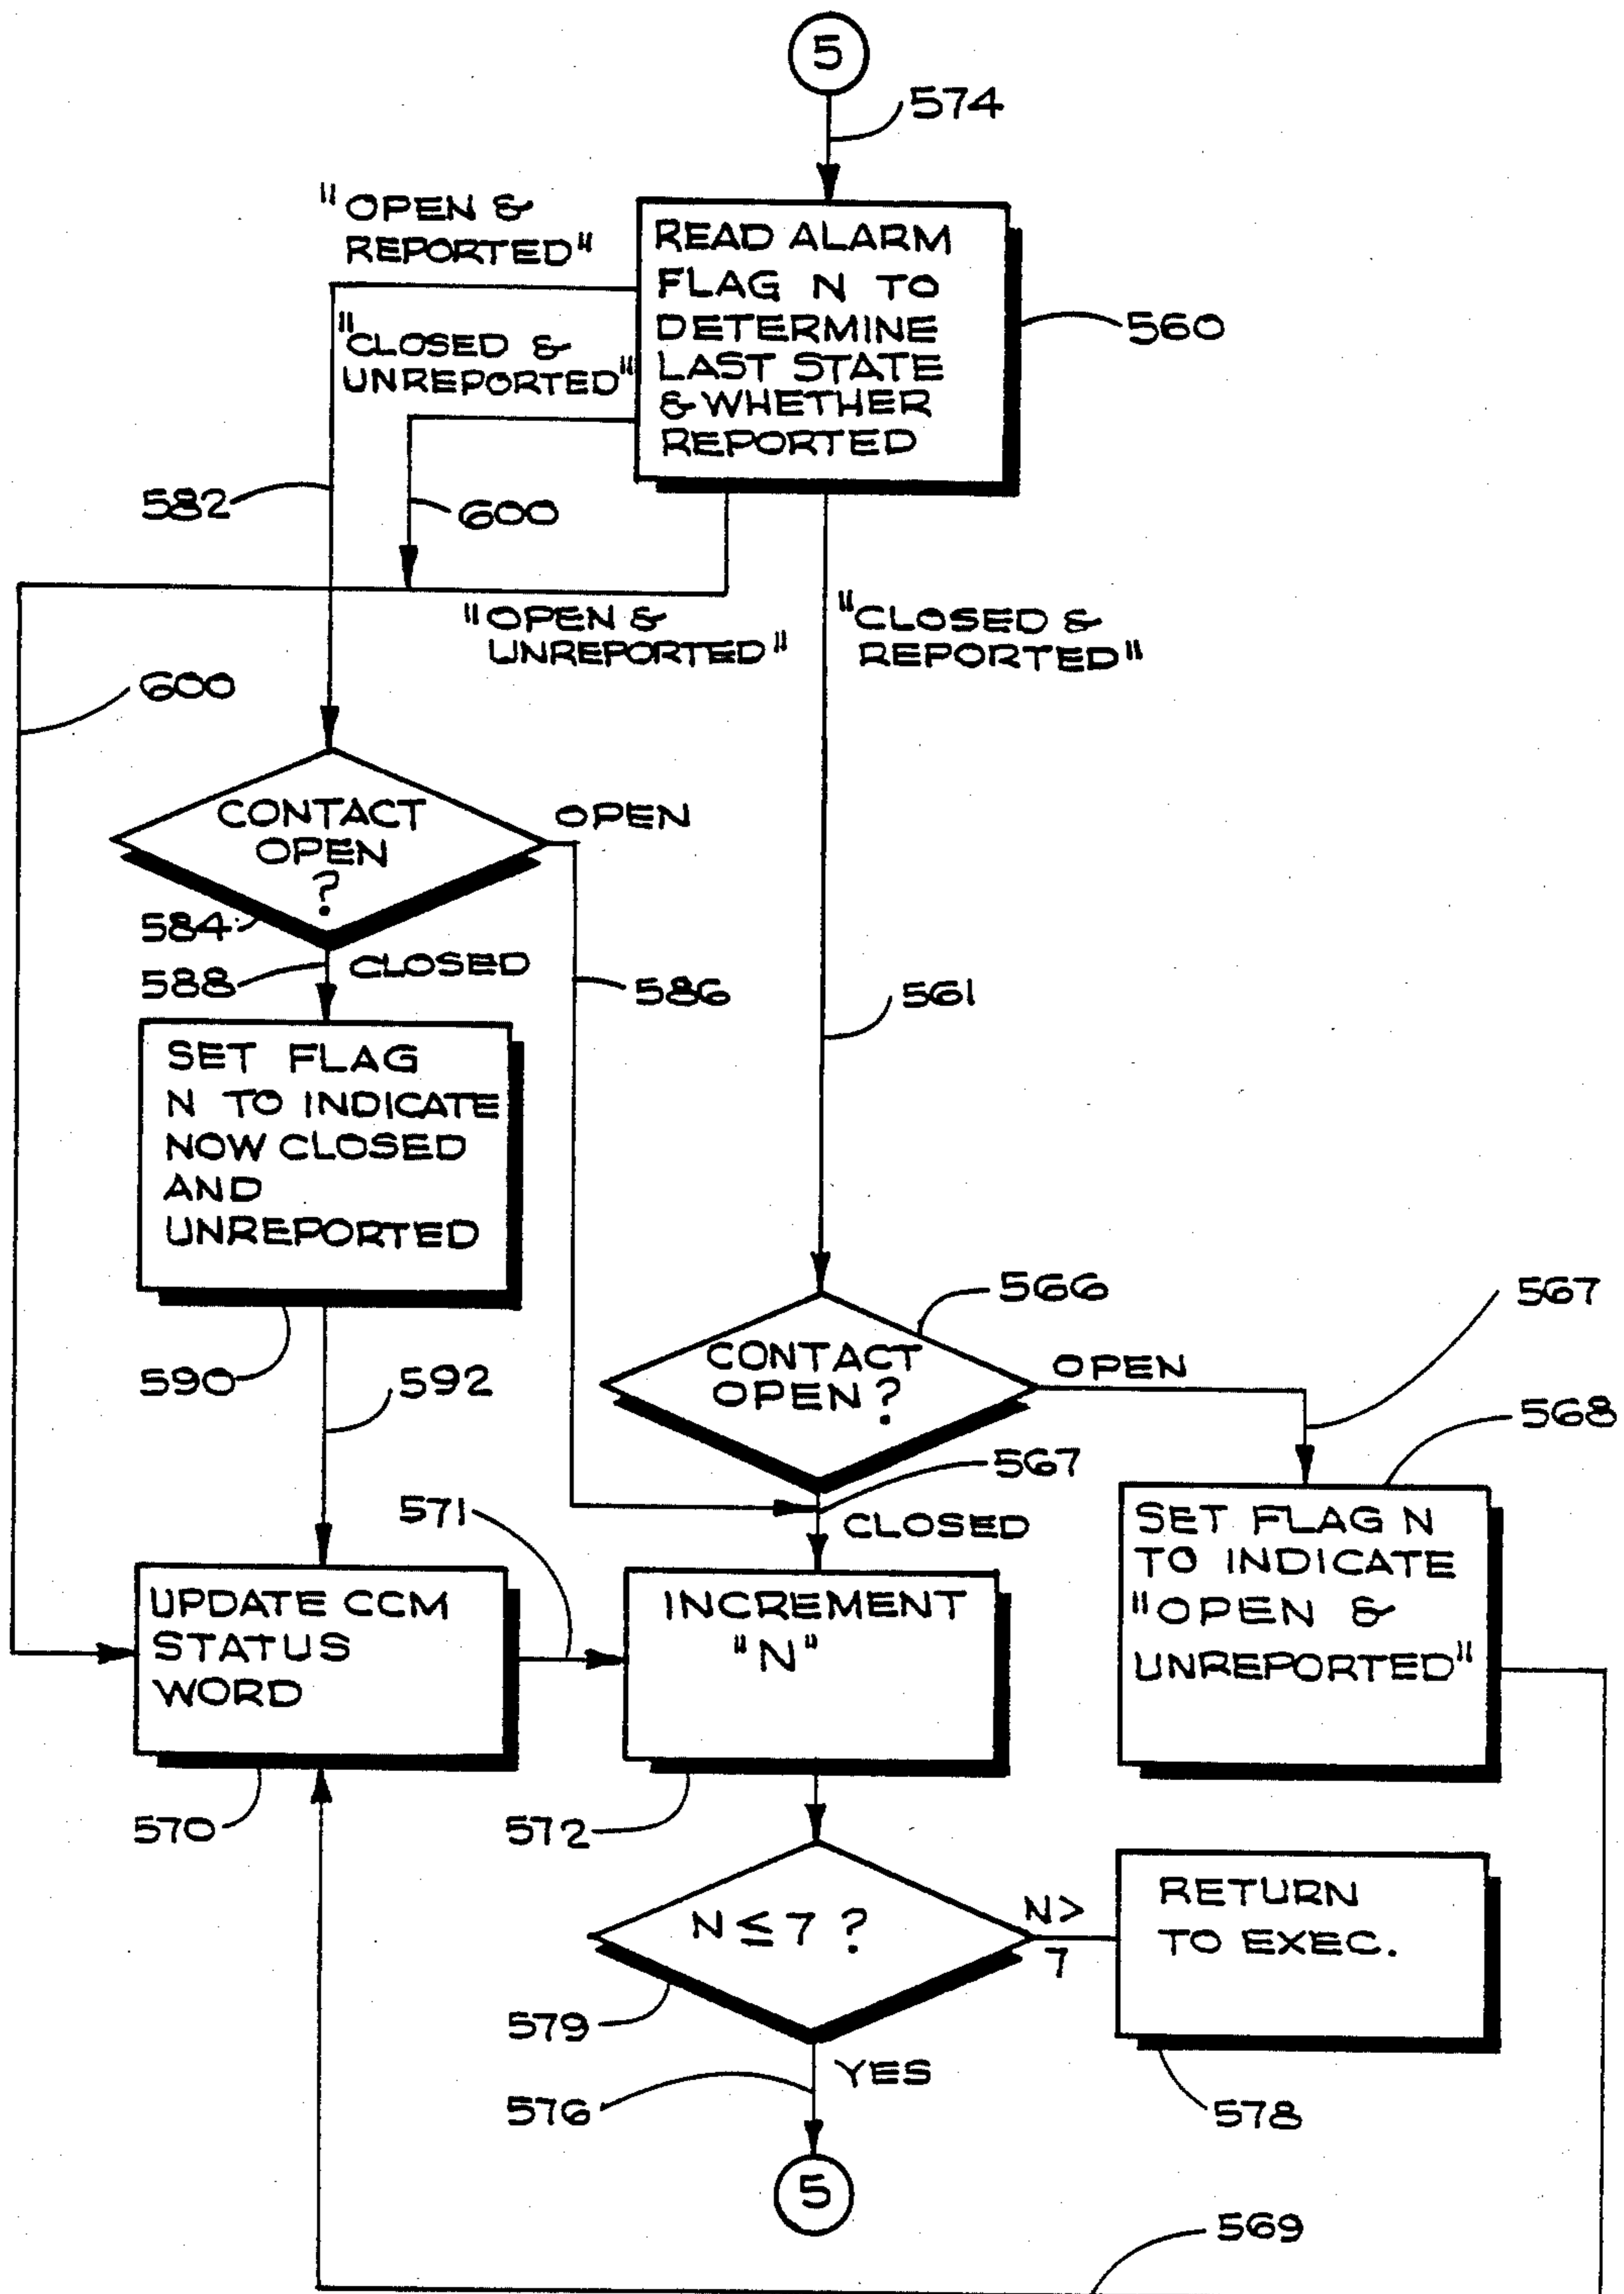 5
574
"OPEN &
REPORTED"
READ ALARM
FLAG N TO
DETERMINE
LAST STATE
& WHETHER
REPORTED
560
"CLOSED &
UNREPORTED"
582
600
"OPEN &
UNREPORTED"
"CLOSED &
REPORTED"
600
CONTACT
OPEN
?
OPEN
584
588
CLOSED
586
561
SET FLAG
N TO INDICATE
NOW CLOSED
AND
UNREPORTED
590
592
566
CONTACT
OPEN?
OPEN
567
568
567
CLOSED
571
SET FLAG N
TO INDICATE
"OPEN &
UNREPORTED"
UPDATE CCM
STATUS
WORD
INCREMENT
"N"
570
572
N ≤ 7 ?
N>
7
RETURN
TO EXEC.
579
YES
576
578
5
569